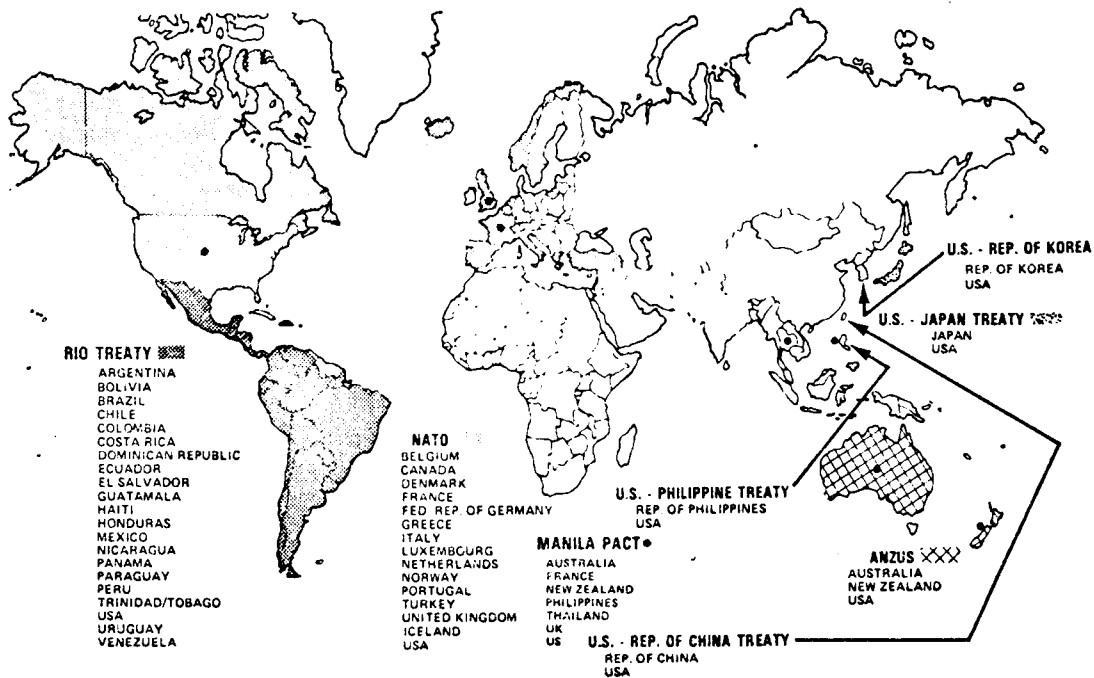 RIO TREATY
ARGENTINA
BOLIVIA
BRAZIL
CHILE
COLOMBIA
COSTA RICA
DOMINICAN REPUBLIC
ECUADOR
EL SALVADOR
GUATAMALA
HAITI
HONDURAS
MEXICO
NICARAGUA
PANAMA
PARAGUAY
PERU
TRINIDAD/TOBAGO
USA
URUGUAY
VENEZUELA
NATO
BELGIUM
CANADA
DENMARK
FRANCE
FED. REP. OF GERMANY
GREECE
ITALY
LUXEMBOURG
NETHERLANDS
NORWAY
PORTUGAL
TURKEY
UNITED KINGDOM
ICELAND
USA
MANILA PACT
AUSTRALIA
FRANCE
NEW ZEALAND
PHILIPPINES
THAILAND
UK
US
U.S. - REP. OF CHINA TREATY
REP. OF CHINA
USA
U.S. - PHILIPPINE TREATY
REP. OF PHILIPPINES
USA
U.S. - REP. OF KOREA
REP. OF KOREA
USA
U.S. - JAPAN TREATY
JAPAN
USA
ANZUS
AUSTRALIA
NEW ZEALAND
USA